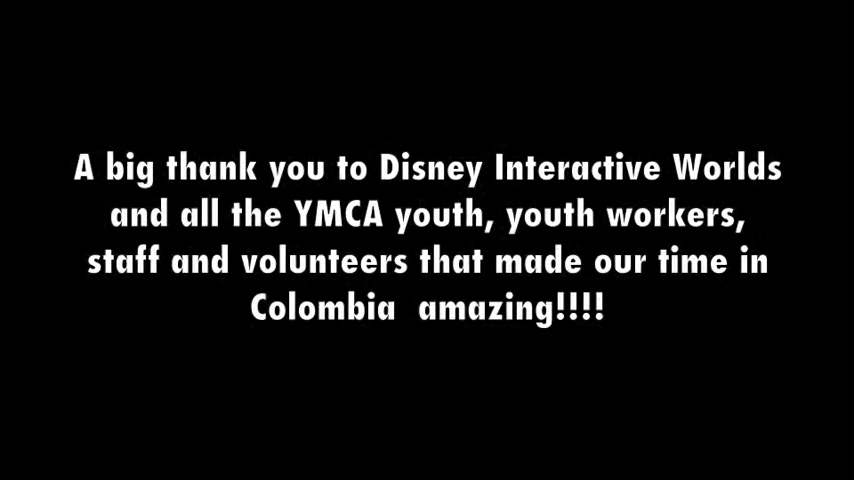 A big thank you to Disney Interactive Worlds
and all the YMCA youth, youth workers,
staff and volunteers that made our time in
Colombia  amazing!!!!